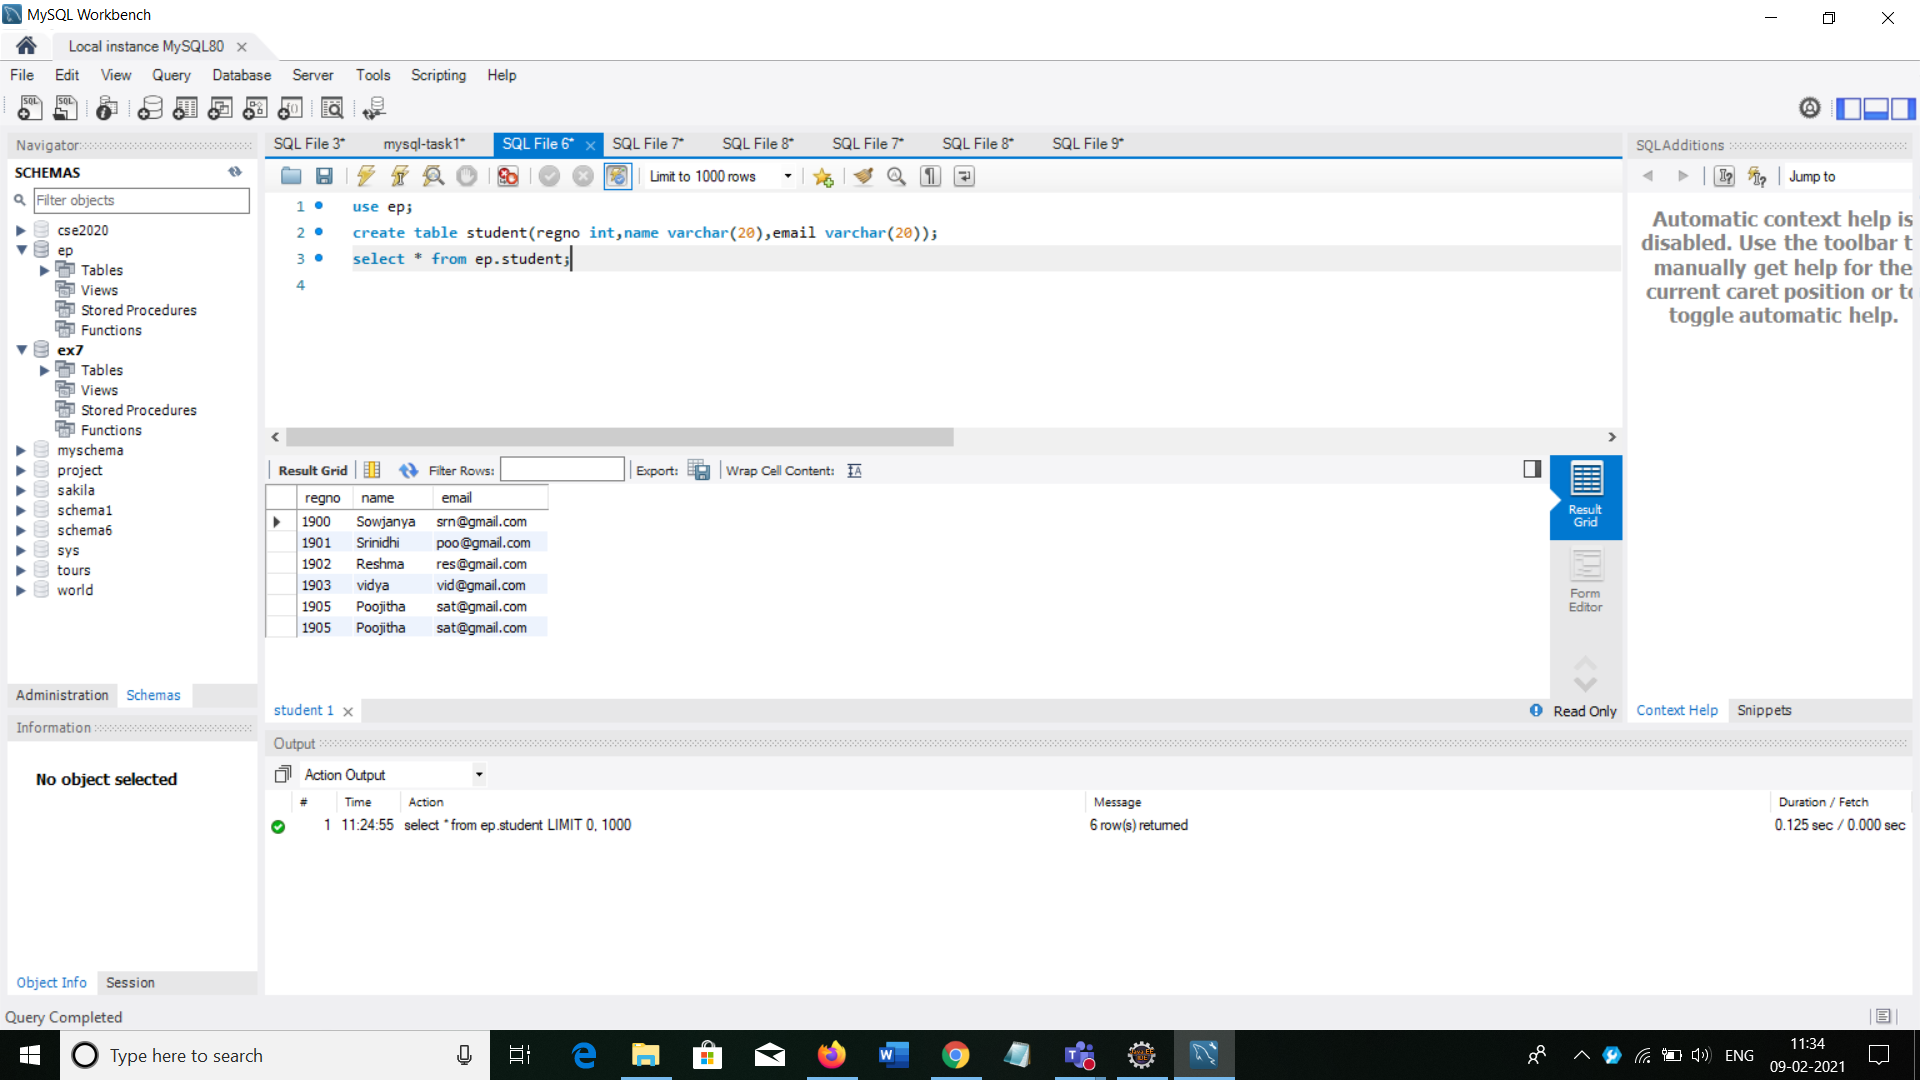 MySQL Workbench
Local instance MySQL80
File Edit View Query Database Server Tools Scripting Help
Navigator
SCHEMAS
Filter objects
cse2020
ep
Tables
Views
Stored Procedures
Functions
ex7
Tables
Views
Stored Procedures
Functions
myschema
project
sakila
schema1
schema6
sys
tours
world
Administration Schemas
Information
No object selected
Object Info Session
SQL File 3* mysql-task1* SQL File 6* SQL File 7* SQL File 8* SQL File 7* SQL File 8* SQL File 9*
Limit to 1000 rows
1 use ep;
2 create table student(regno int,name varchar(20),email varchar(20));
3 select * from ep.student;
4
Result Grid Filter Rows: Export: Wrap Cell Content:
regno name email
1900 Sowjanya srn@gmail.com
1901 Srinidhi poo@gmail.com
1902 Reshma res@gmail.com
1903 vidya vid@gmail.com
1905 Poojitha sat@gmail.com
1905 Poojitha sat@gmail.com
Result
Grid
Form
Editor
student 1
Read Only
SQLAdditions
Jump to
Automatic context help is
disabled. Use the toolbar t
manually get help for the
current caret position or to
toggle automatic help.
Context Help Snippets
Output
Action Output
# Time Action Message Duration / Fetch
1 11:24:55 select * from ep.student LIMIT 0, 1000 6 row(s) returned 0.125 sec / 0.000 sec
Query Completed
Type here to search
ENG
11:34
09-02-2021